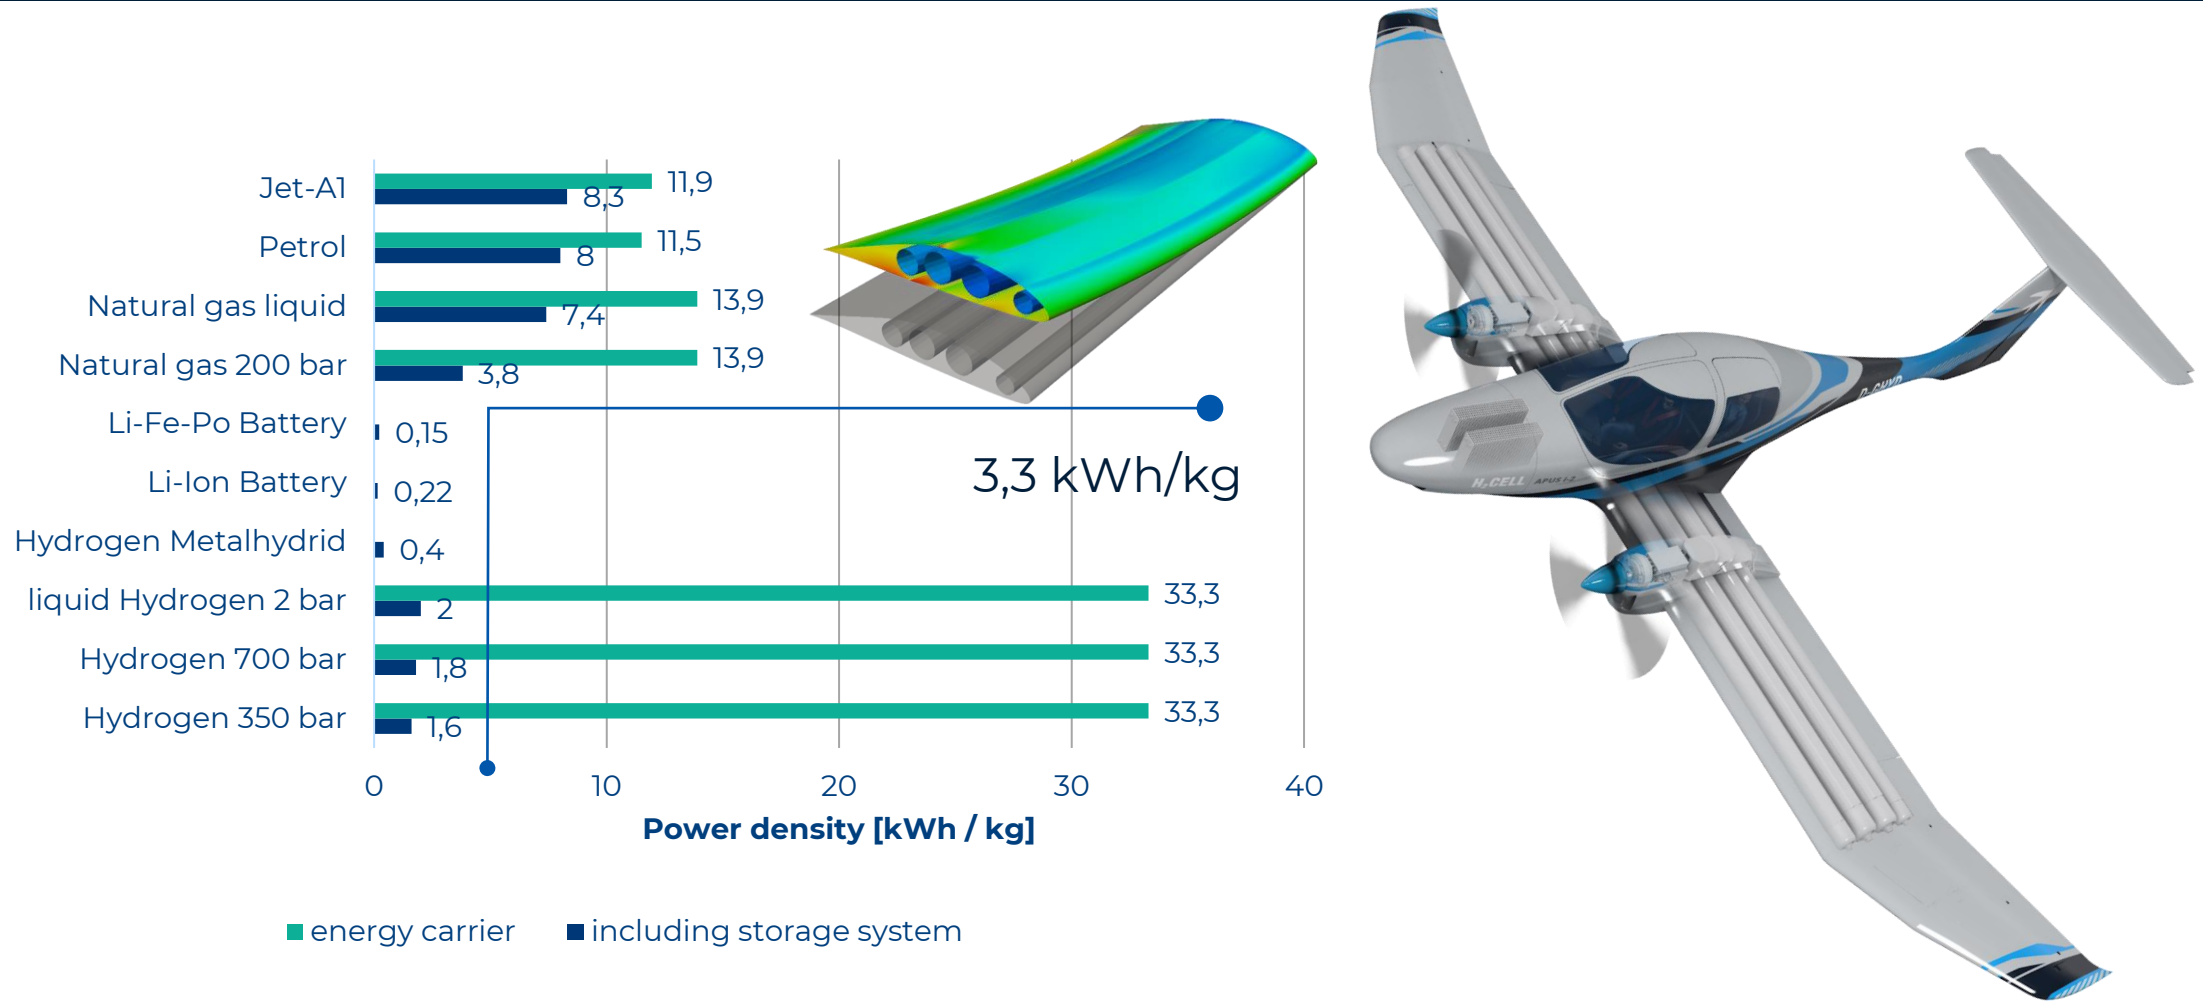 Jet-A1
11,9
8,3
Petrol
11,5
8
Natural gas liquid
13,9
7,4
Natural gas 200 bar
13,9
3,8
Li-Fe-Po Battery
0,15
Li-Ion Battery
0,22
Hydrogen Metalhydrid
0,4
liquid Hydrogen 2 bar
33,3
2
Hydrogen 700 bar
33,3
1,8
Hydrogen 350 bar
33,3
1,6
0 10 20 30 40
Power density [kWh / kg]
energy carrier
including storage system
3,3 kWh/kg
H₂CELL APUS i-2